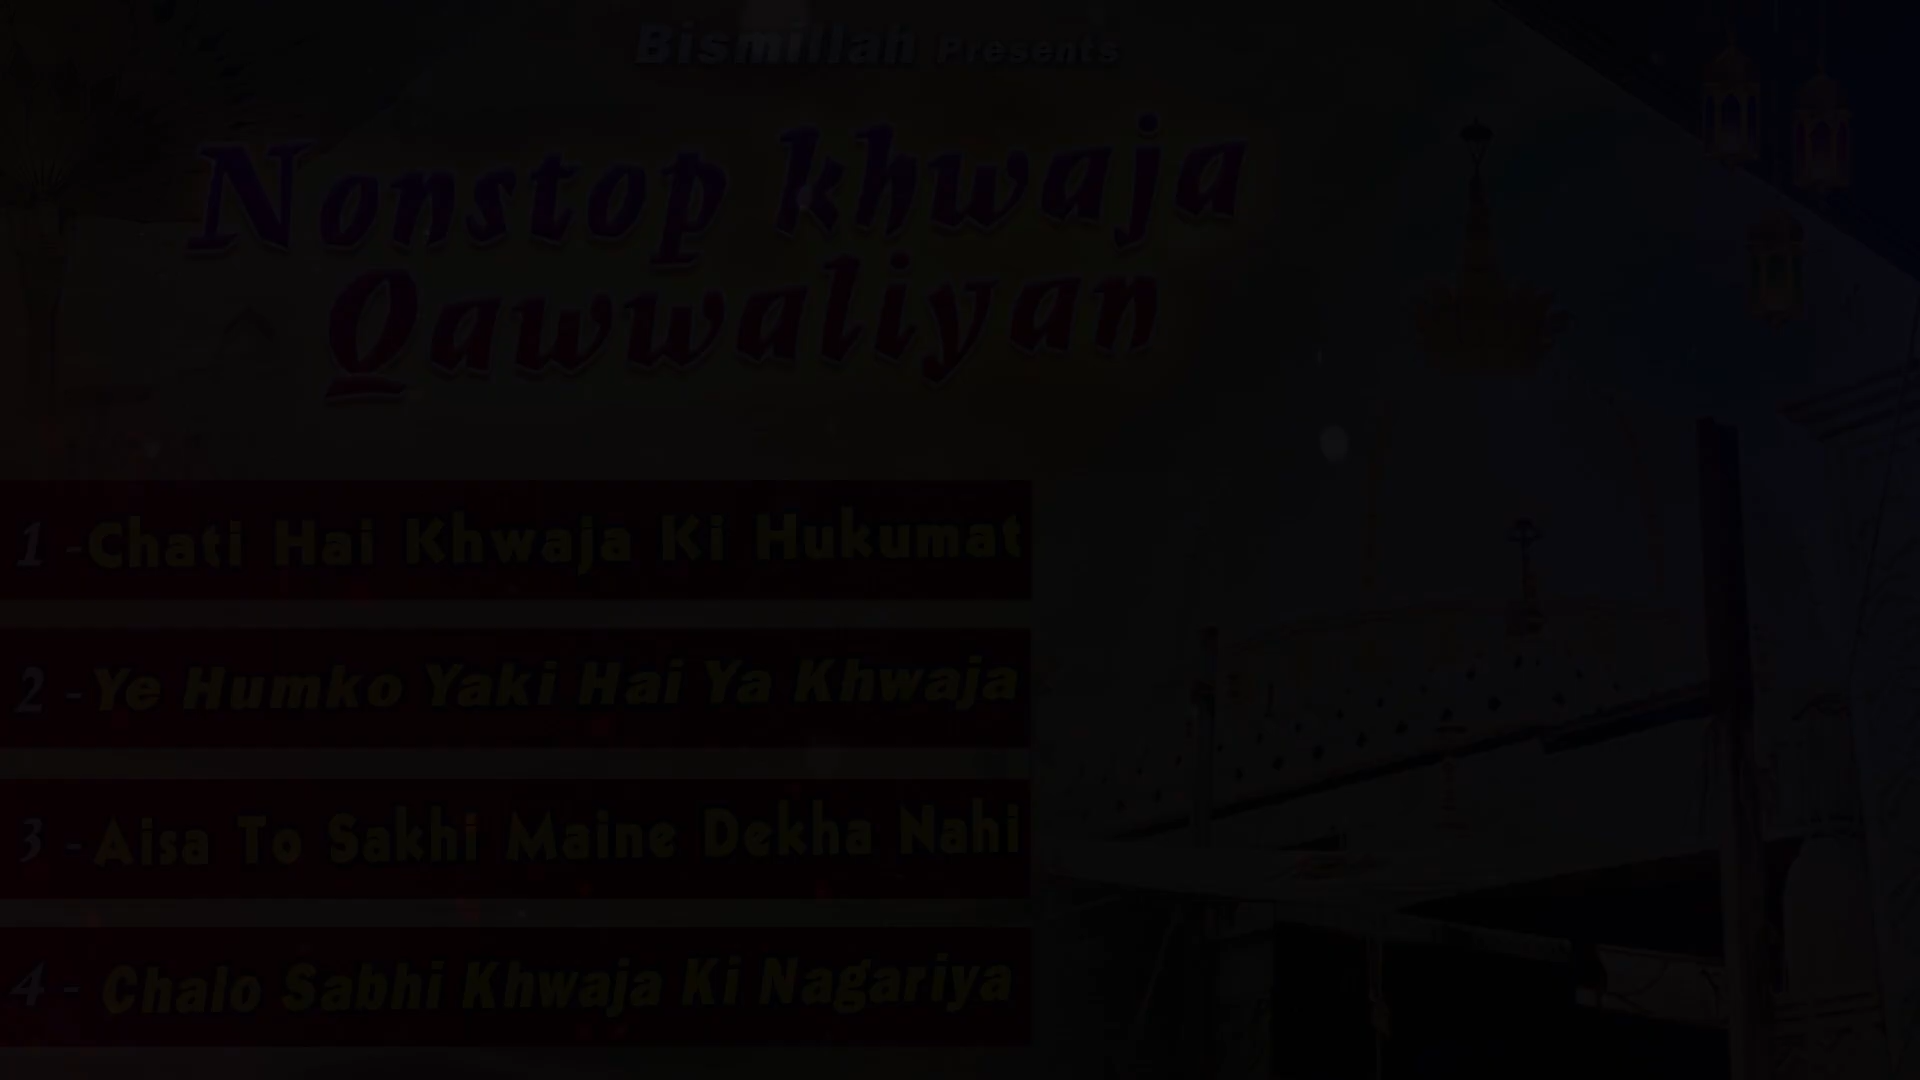 Bismillah Presents
Nonstop khwaja
Qawwaliyan
1 - Chati Hai Khwaja Ki Hukumat
2 - Ye Humko Yaki Hai Ya Khwaja
3 - Aisa To Sakhi Maine Dekha Nahi
4 - Chalo Sabhi Khwaja Ki Nagariya